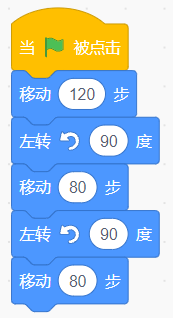 当 被点击
移动 120 步
左转 90 度
移动 80 步
左转 90 度
移动 80 步